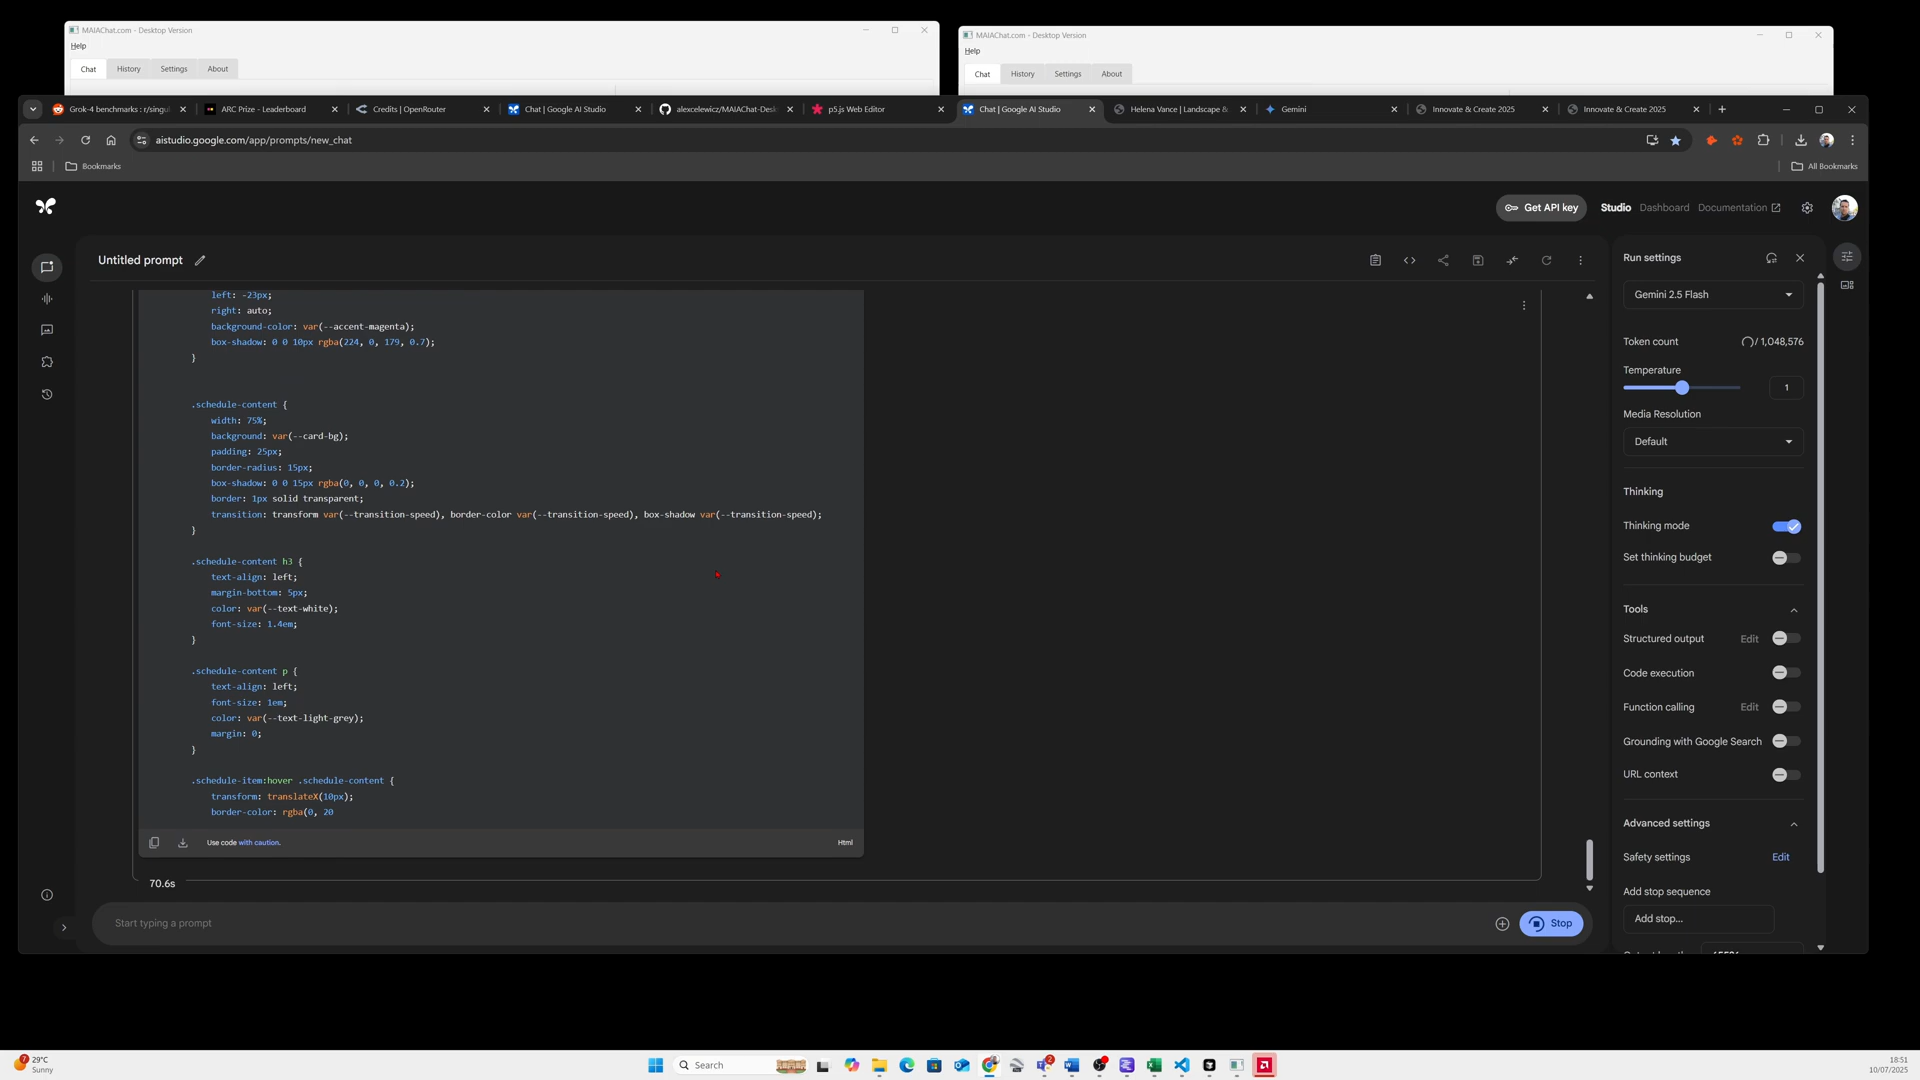 MAIAChat.com - Desktop Version
Help
Chat
History
Settings
About
MAIAChat.com - Desktop Version
Help
Chat
History
Settings
About
Grok-4 benchmarks : r/singul
ARC Prize - Leaderboard
Credits | OpenRouter
Chat | Google AI Studio
alexcelewicz/MAIAChat-Desk
p5.js Web Editor
Chat | Google AI Studio
Helena Vance | Landscape &
Gemini
Innovate & Create 2025
Innovate & Create 2025
aistudio.google.com/app/prompts/new_chat
Bookmarks
All Bookmarks
Get API key
Studio
Dashboard
Documentation
Untitled prompt
left: -23px;
right: auto;
background-color: var(--accent-magenta);
box-shadow: 0 0 10px rgba(224, 0, 179, 0.7);
}
.schedule-content {
width: 75%;
background: var(--card-bg);
padding: 25px;
border-radius: 15px;
box-shadow: 0 0 15px rgba(0, 0, 0, 0.2);
border: 1px solid transparent;
transition: transform var(--transition-speed), border-color var(--transition-speed), box-shadow var(--transition-speed);
}
.schedule-content h3 {
text-align: left;
margin-bottom: 5px;
color: var(--text-white);
font-size: 1.4em;
}
.schedule-content p {
text-align: left;
font-size: 1em;
color: var(--text-light-grey);
margin: 0;
}
.schedule-item:hover .schedule-content {
transform: translateX(10px);
border-color: rgba(0, 20
Use code with caution.
Html
70.6s
Start typing a prompt
Stop
Run settings
Gemini 2.5 Flash
Token count
/ 1,048,576
Temperature
1
Media Resolution
Default
Thinking
Thinking mode
Set thinking budget
Tools
Structured output
Edit
Code execution
Function calling
Edit
Grounding with Google Search
URL context
Advanced settings
Safety settings
Edit
Add stop sequence
Add stop...
7
29°C
Sunny
Search
2
18:51
10/07/2025